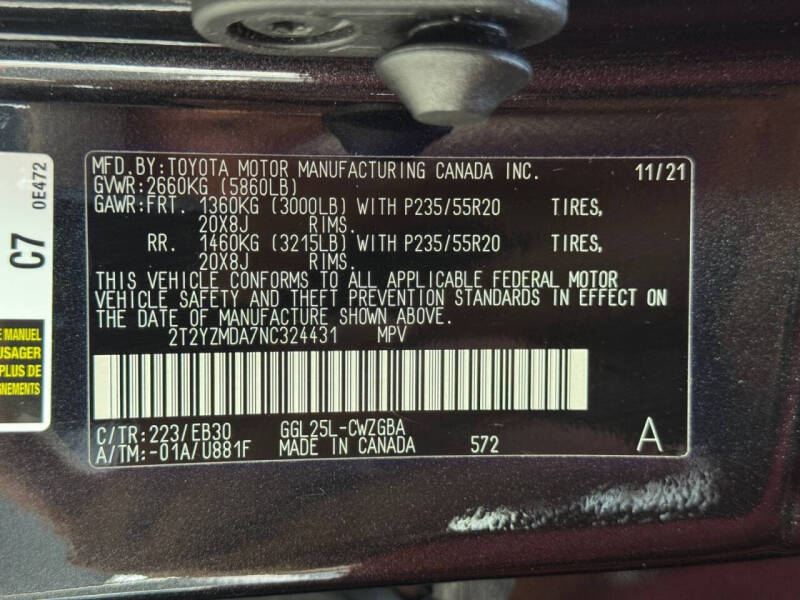 MFD.BY:TOYOTA MOTOR MANUFACTURING CANADA INC. 11/21
GVWR:2660KG (5860LB)
GAWR:FRT. 1360KG (3000LB) WITH P235/55R20 TIRES,
20X8J RIMS.
RR. 1460KG (3215LB) WITH P235/55R20 TIRES,
20X8J RIMS.
THIS VEHICLE CONFORMS TO ALL APPLICABLE FEDERAL MOTOR
VEHICLE SAFETY AND THEFT PREVENTION STANDARDS IN EFFECT ON
THE DATE OF MANUFACTURE SHOWN ABOVE.
2T2YZMDA7NC324431 MPV
C/TR:223/EB30 GGL25L-CWZGBA
A/TM:-01A/U881F MADE IN CANADA 572 A
C7 0E472
E MANUEL
USAGER
PLUS DE
GNEMENTS